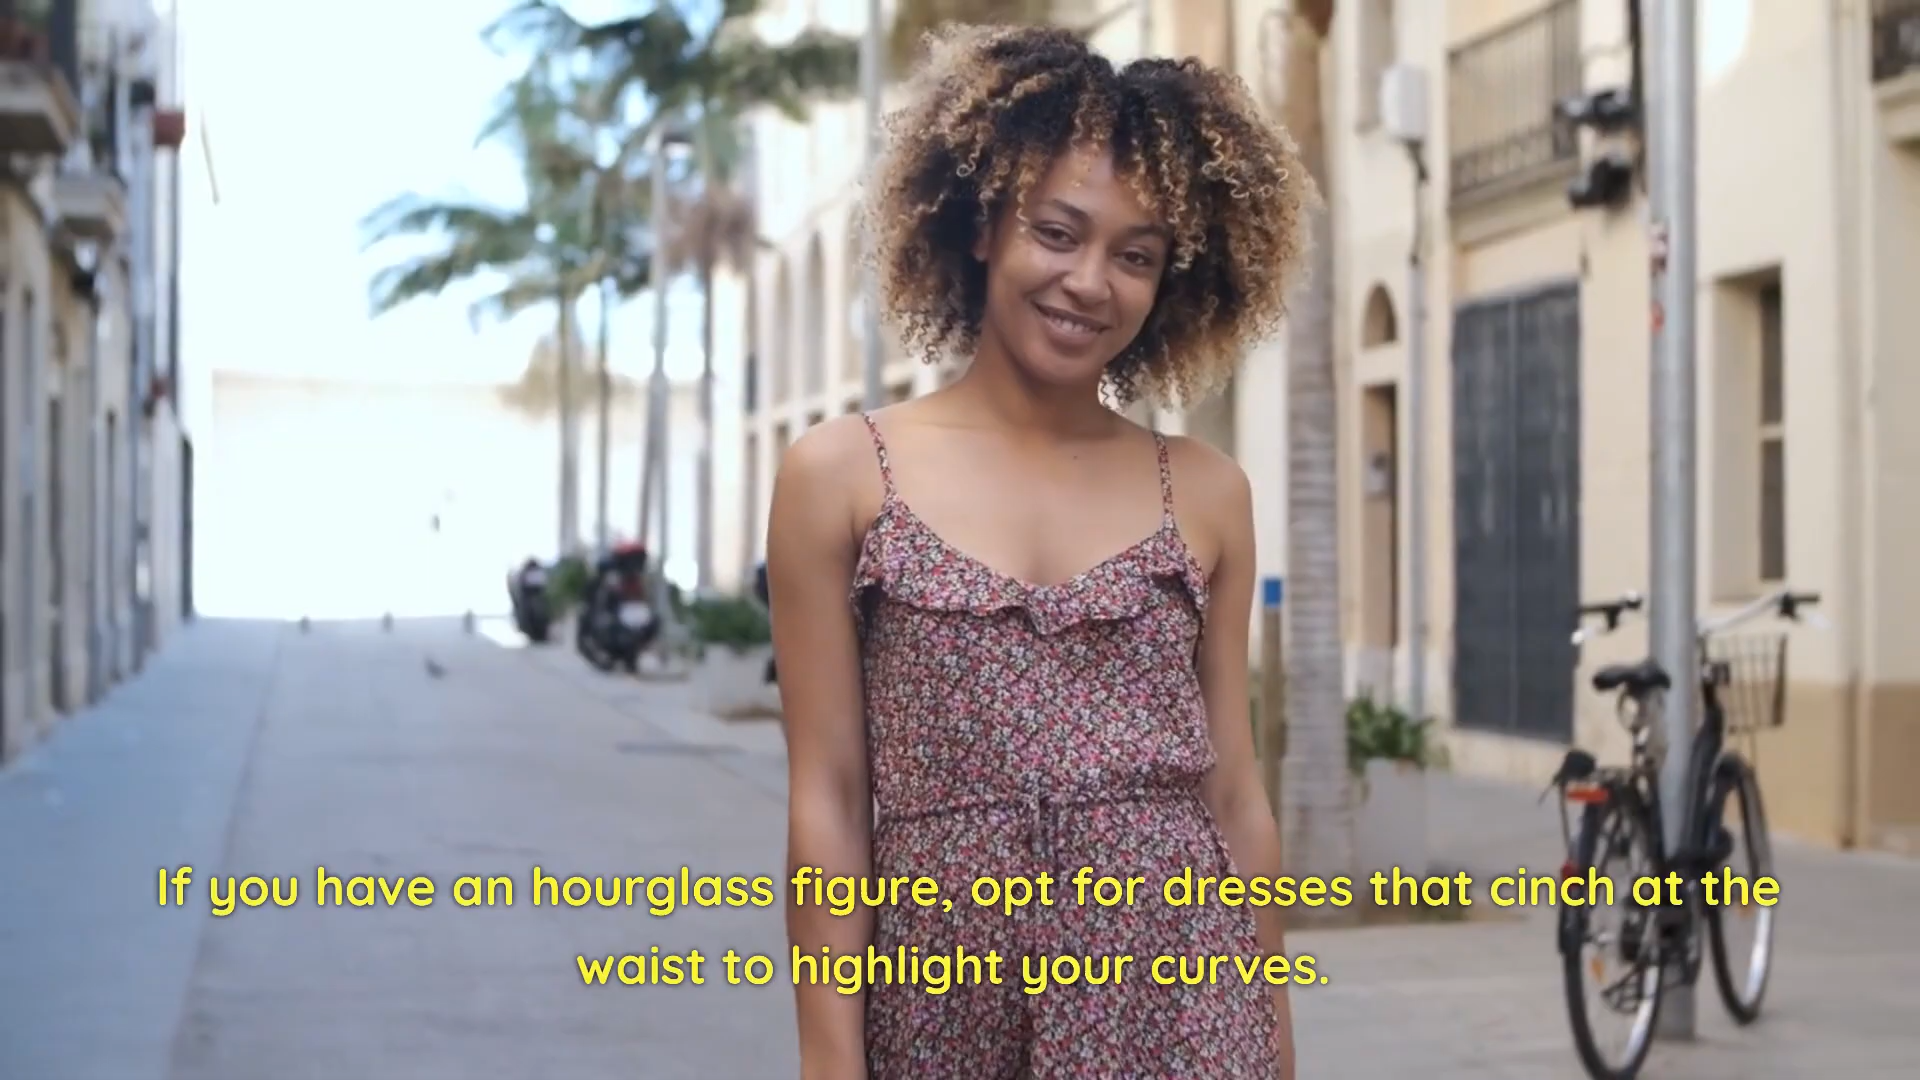 If you have an hourglass figure, opt for dresses that cinch at the
waist to highlight your curves.